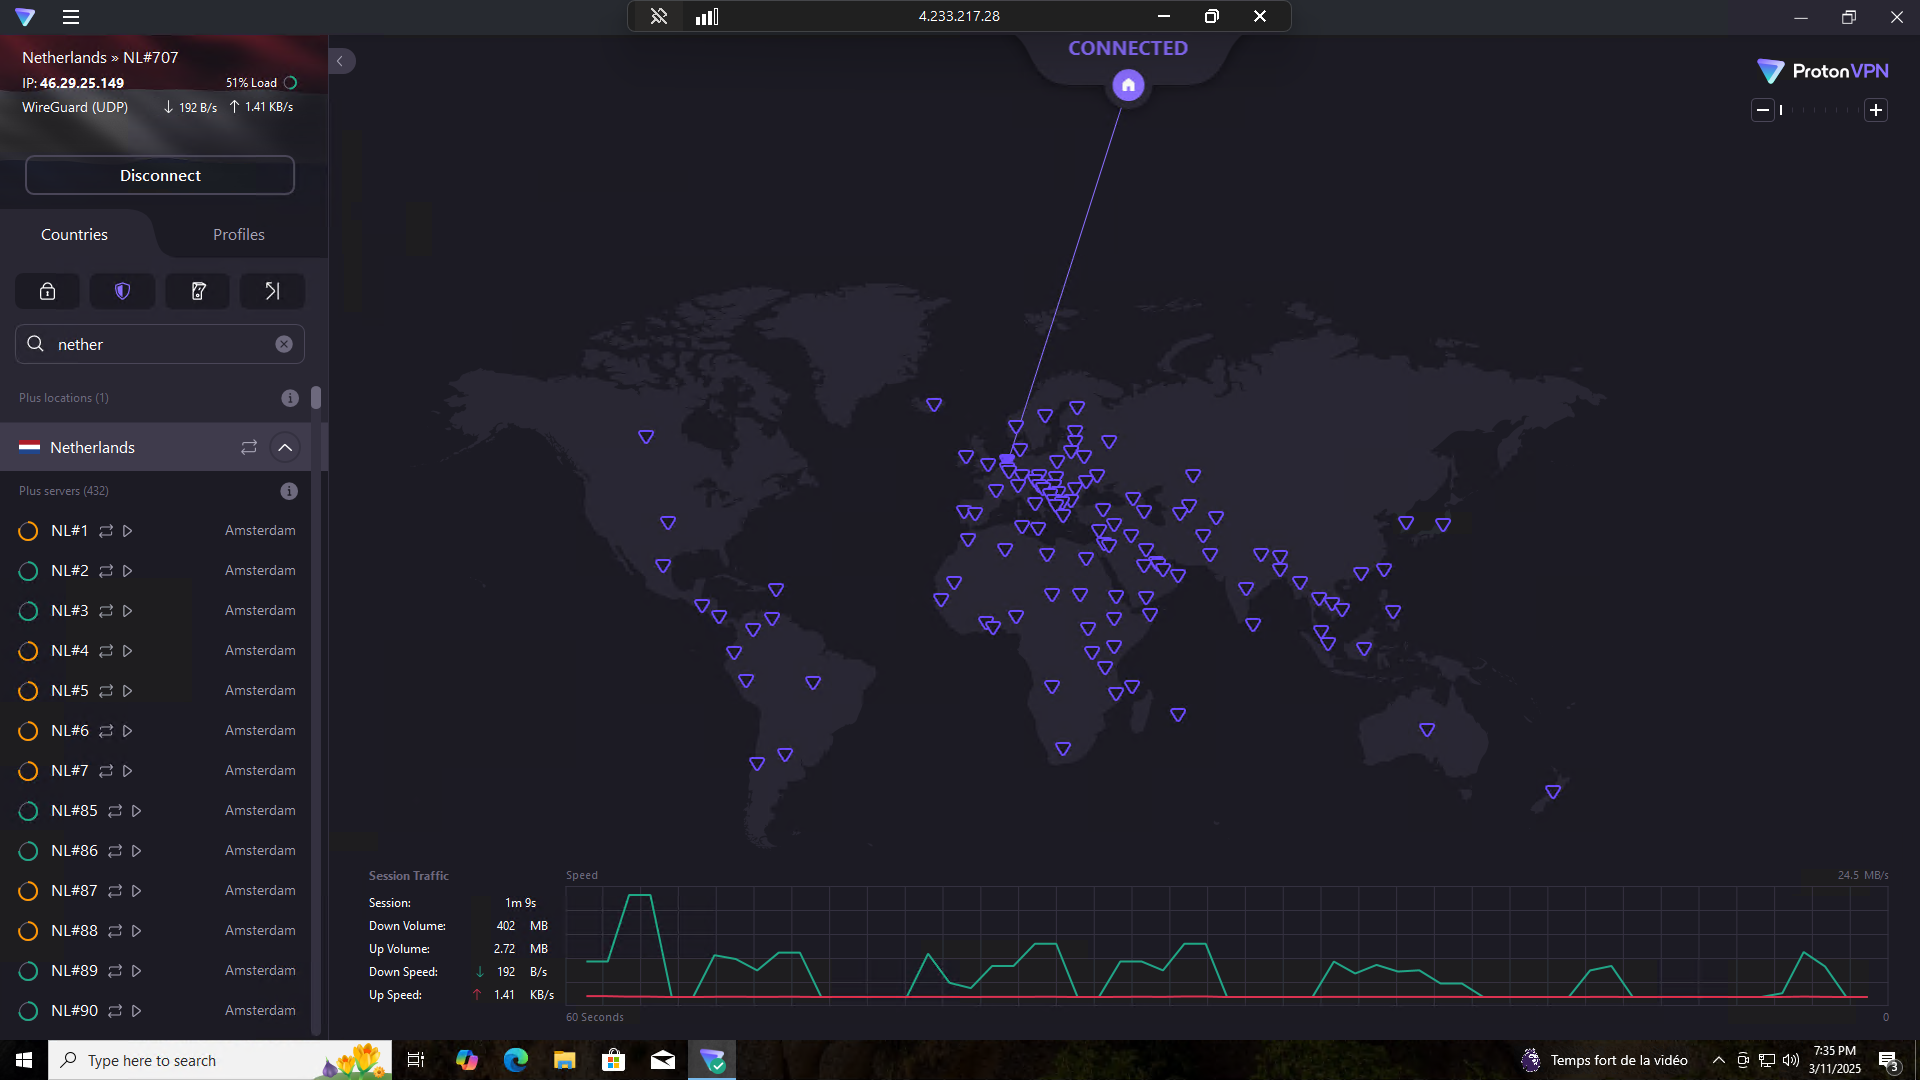 4.233.217.28
Netherlands » NL#707
IP: 46.29.25.149
51% Load
WireGuard (UDP)
192 B/s
1.41 KB/s
Disconnect
Countries
Profiles
nether
Plus locations (1)
Netherlands
Plus servers (432)
NL#1 Amsterdam
NL#2 Amsterdam
NL#3 Amsterdam
NL#4 Amsterdam
NL#5 Amsterdam
NL#6 Amsterdam
NL#7 Amsterdam
NL#85 Amsterdam
NL#86 Amsterdam
NL#87 Amsterdam
NL#88 Amsterdam
NL#89 Amsterdam
NL#90 Amsterdam
CONNECTED
ProtonVPN
Session Traffic
Session: 1m 9s
Down Volume: 402 MB
Up Volume: 2.72 MB
Down Speed: 192 B/s
Up Speed: 1.41 KB/s
Speed
24.5 MB/s
60 Seconds
0
Type here to search
Temps fort de la vidéo
7:35 PM
3/11/2025
3